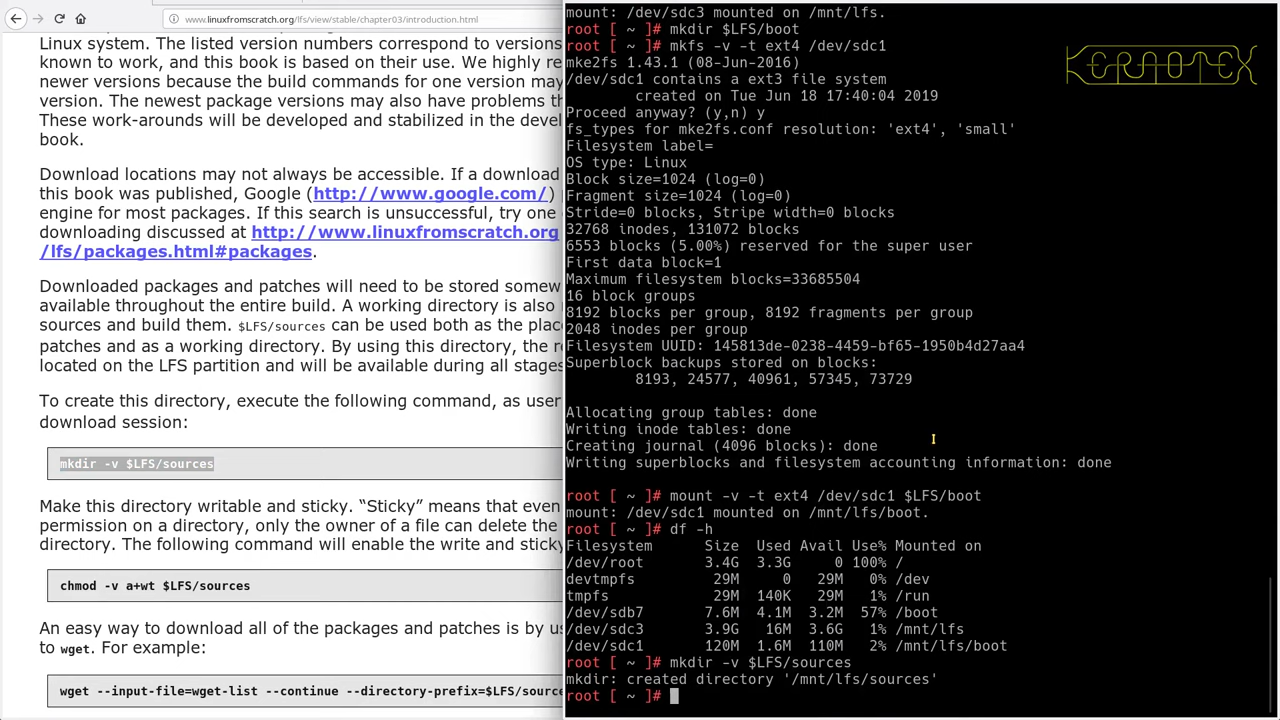 www.linuxfromscratch.org/lfs/view/stable/chapter03/introduction.html
Linux system. The listed version numbers correspond to versions
known to work, and this book is based on their use. We highly re
newer versions because the build commands for one version may
version. The newest package versions may also have problems th
These work-arounds will be developed and stabilized in the devel
book.
Download locations may not always be accessible. If a download
this book was published, Google (http://www.google.com/)
engine for most packages. If this search is unsuccessful, try one
downloading discussed at http://www.linuxfromscratch.org
/lfs/packages.html#packages.
Downloaded packages and patches will need to be stored somew
available throughout the entire build. A working directory is also
sources and build them. $LFS/sources can be used both as the plac
patches and as a working directory. By using this directory, the re
located on the LFS partition and will be available during all stages
To create this directory, execute the following command, as user
download session:
mkdir -v $LFS/sources
Make this directory writable and sticky. “Sticky” means that even
permission on a directory, only the owner of a file can delete the
directory. The following command will enable the write and sticky
chmod -v a+wt $LFS/sources
An easy way to download all of the packages and patches is by us
to wget. For example:
wget --input-file=wget-list --continue --directory-prefix=$LFS/source
mount: /dev/sdc3 mounted on /mnt/lfs.
root [ ~ ]# mkdir $LFS/boot
root [ ~ ]# mkfs -v -t ext4 /dev/sdc1
mke2fs 1.43.1 (08-Jun-2016)
/dev/sdc1 contains a ext3 file system
created on Tue Jun 18 17:40:04 2019
Proceed anyway? (y,n) y
fs_types for mke2fs.conf resolution: 'ext4', 'small'
Filesystem label=
OS type: Linux
Block size=1024 (log=0)
Fragment size=1024 (log=0)
Stride=0 blocks, Stripe width=0 blocks
32768 inodes, 131072 blocks
6553 blocks (5.00%) reserved for the super user
First data block=1
Maximum filesystem blocks=33685504
16 block groups
8192 blocks per group, 8192 fragments per group
2048 inodes per group
Filesystem UUID: 145813de-0238-4459-bf65-1950b4d27aa4
Superblock backups stored on blocks:
8193, 24577, 40961, 57345, 73729
Allocating group tables: done
Writing inode tables: done
Creating journal (4096 blocks): done
Writing superblocks and filesystem accounting information: done
root [ ~ ]# mount -v -t ext4 /dev/sdc1 $LFS/boot
mount: /dev/sdc1 mounted on /mnt/lfs/boot.
root [ ~ ]# df -h
Filesystem Size Used Avail Use% Mounted on
/dev/root 3.4G 3.3G 0 100% /
devtmpfs 29M 0 29M 0% /dev
tmpfs 29M 140K 29M 1% /run
/dev/sdb7 7.6M 4.1M 3.2M 57% /boot
/dev/sdc3 3.9G 16M 3.6G 1% /mnt/lfs
/dev/sdc1 120M 1.6M 110M 2% /mnt/lfs/boot
root [ ~ ]# mkdir -v $LFS/sources
mkdir: created directory '/mnt/lfs/sources'
root [ ~ ]#